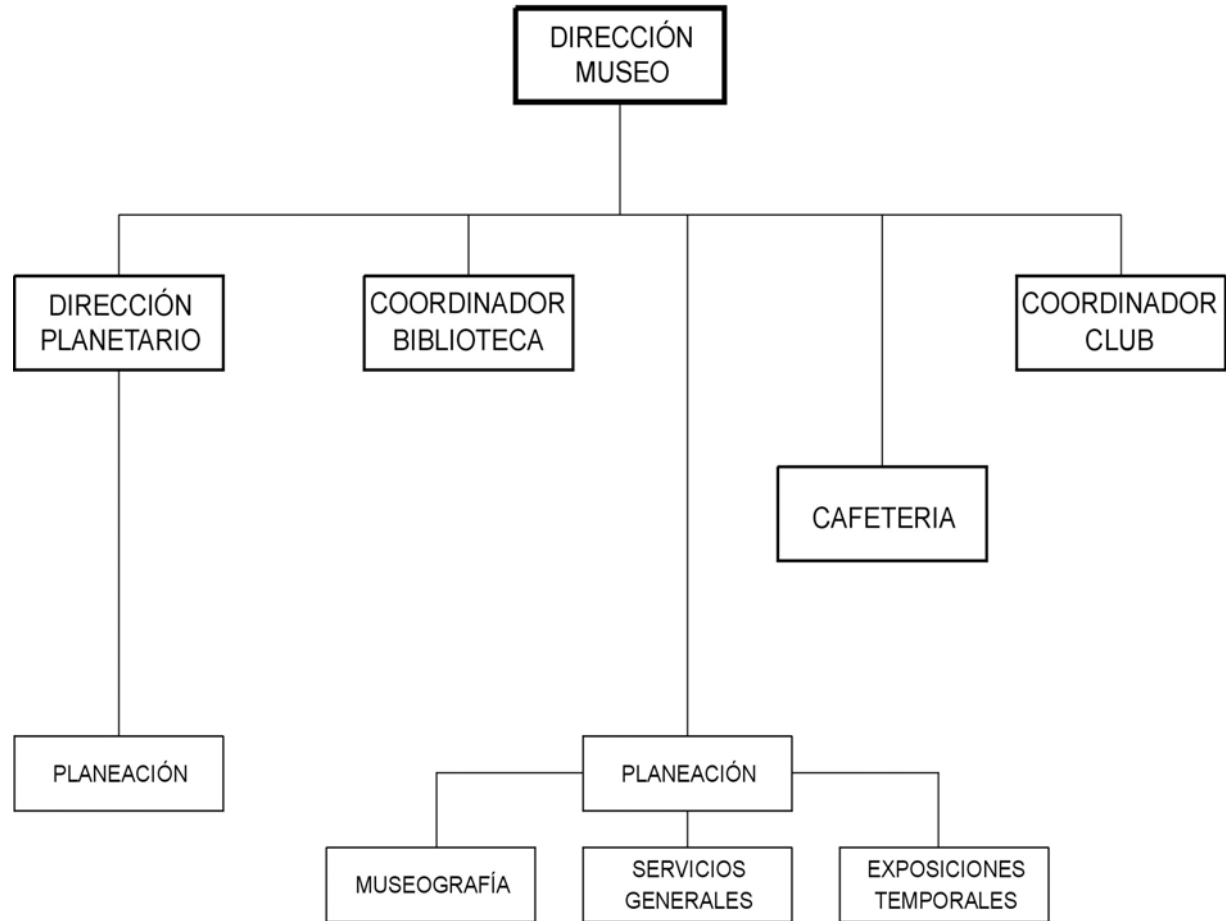 DIRECCIÓN
MUSEO
DIRECCIÓN
PLANETARIO
COORDINADOR
BIBLIOTECA
COORDINADOR
CLUB
CAFETERIA
PLANEACIÓN
PLANEACIÓN
MUSEOGRAFÍA
SERVICIOS
GENERALES
EXPOSICIONES
TEMPORALES